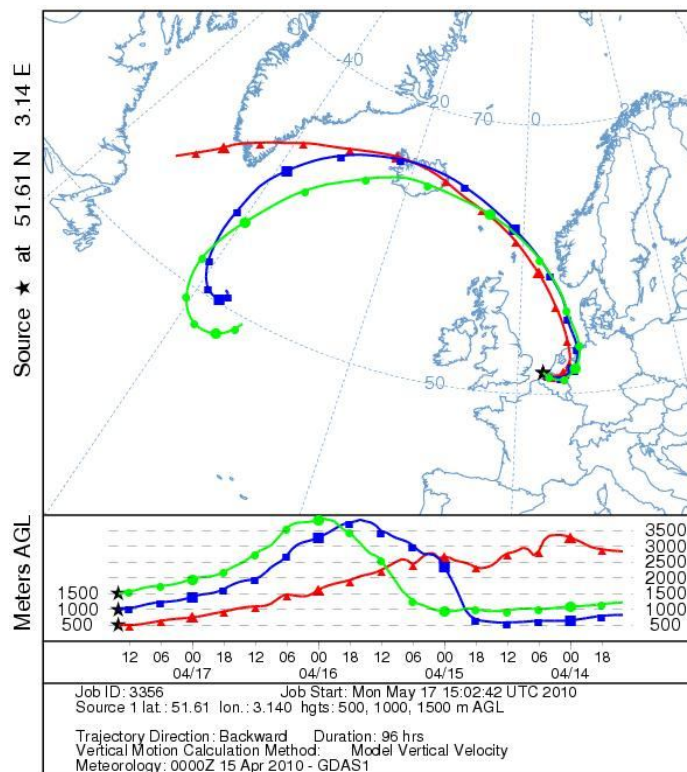 Source ★ at 51.61 N 3.14 E
-40
-20
0
20
70
50
Meters AGL
1500
1000
500
3500
3000
2500
2000
1500
1000
500
12 06 00 18 12 06 00 18 12 06 00 18 12 06 00 18
04/17 04/16 04/15 04/14
Job ID: 3356 Job Start: Mon May 17 15:02:42 UTC 2010
Source 1 lat.: 51.61 lon.: 3.140 hgts: 500, 1000, 1500 m AGL
Trajectory Direction: Backward Duration: 96 hrs
Vertical Motion Calculation Method: Model Vertical Velocity
Meteorology: 0000Z 15 Apr 2010 - GDAS1